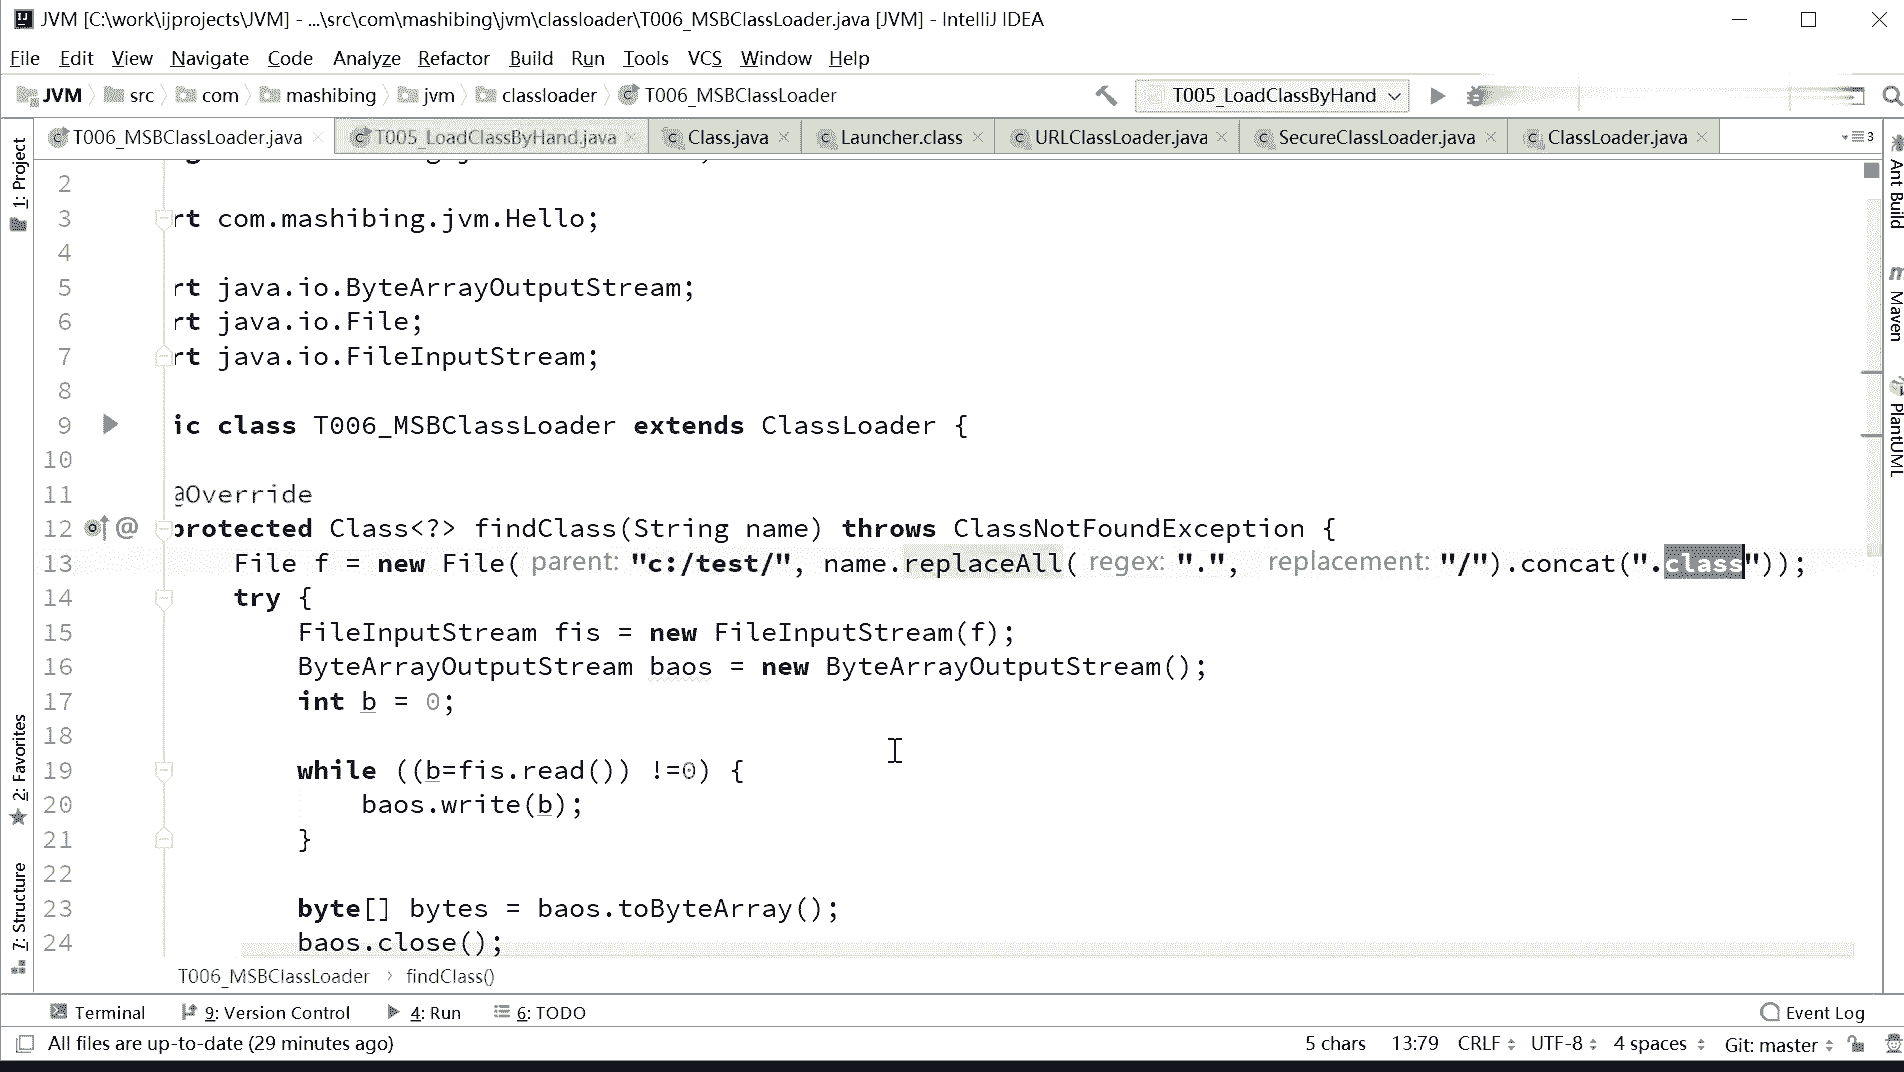 JVM [C:\work\ijprojects\JVM] - ...\src\com\mashibing\jvm\classloader\T006_MSBClassLoader.java [JVM] - IntelliJ IDEA
File Edit View Navigate Code Analyze Refactor Build Run Tools VCS Window Help
JVM src com mashibing jvm classloader T006_MSBClassLoader T005_LoadClassByHand
T006_MSBClassLoader.java T005_LoadClassByHand.java Class.java Launcher.class URLClassLoader.java SecureClassLoader.java ClassLoader.java 3
1: Project
2: Favorites
7: Structure
2
3 rt com.mashibing.jvm.Hello;
4
5 rt java.io.ByteArrayOutputStream;
6 rt java.io.File;
7 rt java.io.FileInputStream;
8
9 ic class T006_MSBClassLoader extends ClassLoader {
10
11 @Override
12 @ protected Class<?> findClass(String name) throws ClassNotFoundException {
13 File f = new File( parent: "c:/test/", name.replaceAll( regex: ".", replacement: "/").concat(".class"));
14 try {
15 FileInputStream fis = new FileInputStream(f);
16 ByteArrayOutputStream baos = new ByteArrayOutputStream();
17 int b = 0;
18
19 while ((b=fis.read()) !=0) {
20 baos.write(b);
21 }
22
23 byte[] bytes = baos.toByteArray();
24 baos.close();
Ant Build
Maven
PlantUML
T006_MSBClassLoader › findClass()
Terminal 9: Version Control 4: Run 6: TODO Event Log
All files are up-to-date (29 minutes ago) 5 chars 13:79 CRLF UTF-8 4 spaces Git: master